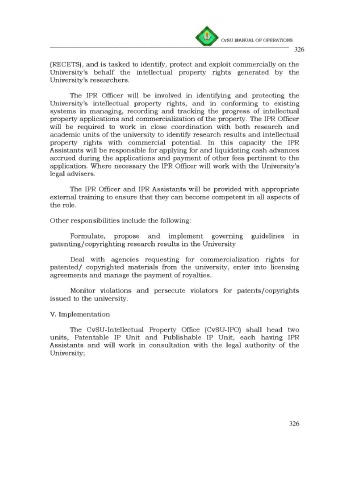 CvSU MANUAL OF OPERATIONS
326
(RECETS), and is tasked to identify, protect and exploit commercially on the
University's behalf the intellectual property rights generated by the
University's researchers.
The IPR Officer will be involved in identifying and protecting the
University's intellectual property rights, and in conforming to existing
systems in managing, recording and tracking the progress of intellectual
property applications and commercialization of the property. The IPR Officer
will be required to work in close coordination with both research and
academic units of the university to identify research results and intellectual
property rights with commercial potential. In this capacity the IPR
Assistants will be responsible for applying for and liquidating cash advances
accrued during the applications and payment of other fees pertinent to the
application. Where necessary the IPR Officer will work with the University's
legal advisers.
The IPR Officer and IPR Assistants will be provided with appropriate
external training to ensure that they can become competent in all aspects of
the role.
Other responsibilities include the following:
Formulate, propose and implement governing guidelines in
patenting/copyrighting research results in the University
Deal with agencies requesting for commercialization rights for
patented/ copyrighted materials from the university, enter into licensing
agreements and manage the payment of royalties.
Monitor violations and persecute violators for patents/copyrights
issued to the university.
V. Implementation
The CvSU-Intellectual Property Office (CvSU-IPO) shall head two
units, Patentable IP Unit and Publishable IP Unit, each having IPR
Assistants and will work in consultation with the legal authority of the
University;
326